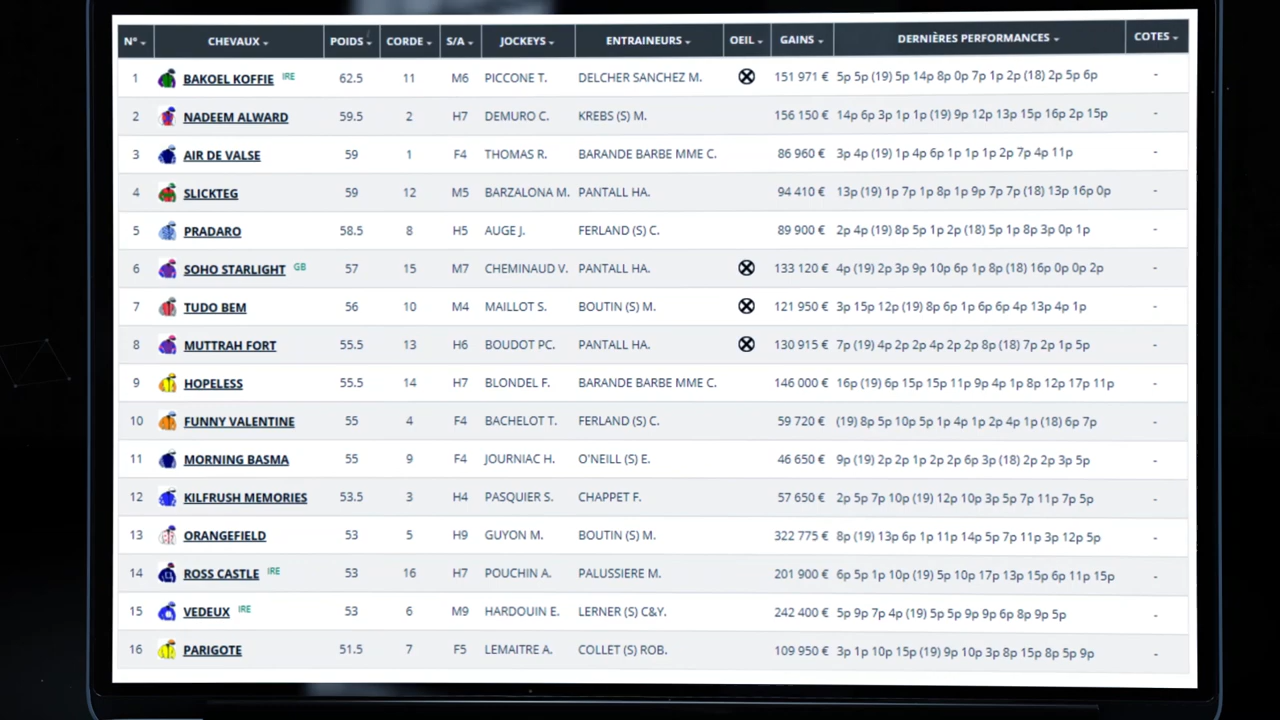 N° CHEVAUX POIDS CORDE S/A JOCKEYS ENTRAINEURS OEIL GAINS DERNIÈRES PERFORMANCES COTES
1 BAKOEL KOFFIE IRE 62.5 11 M6 PICCONE T. DELCHER SANCHEZ M. 151 971 € 5p 5p (19) 5p 14p 8p 0p 7p 1p 2p (18) 2p 5p 6p -
2 NADEEM ALWARD 59.5 2 H7 DEMURO C. KREBS (S) M. 156 150 € 14p 6p 3p 1p 1p (19) 9p 12p 13p 15p 16p 2p 15p -
3 AIR DE VALSE 59 1 F4 THOMAS R. BARANDE BARBE MME C. 86 960 € 3p 4p (19) 1p 4p 6p 1p 1p 1p 2p 7p 4p 11p -
4 SLICKTEG 59 12 M5 BARZALONA M. PANTALL HA. 94 410 € 13p (19) 1p 7p 1p 8p 1p 9p 7p 7p (18) 13p 16p 0p -
5 PRADARO 58.5 8 H5 AUGE J. FERLAND (S) C. 89 900 € 2p 4p (19) 8p 5p 1p 2p (18) 5p 1p 8p 3p 0p 1p -
6 SOHO STARLIGHT GB 57 15 M7 CHEMINAUD V. PANTALL HA. 133 120 € 4p (19) 2p 3p 9p 10p 6p 1p 8p (18) 16p 0p 0p 2p -
7 TUDO BEM 56 10 M4 MAILLOT S. BOUTIN (S) M. 121 950 € 3p 15p 12p (19) 8p 6p 1p 6p 6p 4p 13p 4p 1p -
8 MUTTRAH FORT 55.5 13 H6 BOUDOT PC. PANTALL HA. 130 915 € 7p (19) 4p 2p 2p 4p 2p 2p 8p (18) 7p 2p 1p 5p -
9 HOPELESS 55.5 14 H7 BLONDEL F. BARANDE BARBE MME C. 146 000 € 16p (19) 6p 15p 15p 11p 9p 4p 1p 8p 12p 17p 11p -
10 FUNNY VALENTINE 55 4 F4 BACHELOT T. FERLAND (S) C. 59 720 € (19) 8p 5p 10p 5p 1p 4p 1p 2p 4p 1p (18) 6p 7p -
11 MORNING BASMA 55 9 F4 JOURNIAC H. O'NEILL (S) E. 46 650 € 9p (19) 2p 2p 1p 2p 2p 6p 3p (18) 2p 2p 3p 5p -
12 KILFRUSH MEMORIES 53.5 3 H4 PASQUIER S. CHAPPET F. 57 650 € 2p 5p 7p 10p (19) 12p 10p 3p 5p 7p 11p 7p 5p -
13 ORANGEFIELD 53 5 H9 GUYON M. BOUTIN (S) M. 322 775 € 8p (19) 13p 6p 1p 11p 14p 5p 7p 11p 3p 12p 5p -
14 ROSS CASTLE IRE 53 16 H7 POUCHIN A. PALUSSIERE M. 201 900 € 6p 5p 1p 10p (19) 5p 10p 17p 13p 15p 6p 11p 15p -
15 VEDEUX IRE 53 6 M9 HARDOUIN E. LERNER (S) C&Y. 242 400 € 5p 9p 7p 4p (19) 5p 5p 9p 9p 6p 8p 9p 5p -
16 PARIGOTE 51.5 7 F5 LEMAITRE A. COLLET (S) ROB. 109 950 € 3p 1p 10p 15p (19) 9p 10p 3p 8p 15p 8p 5p 9p -